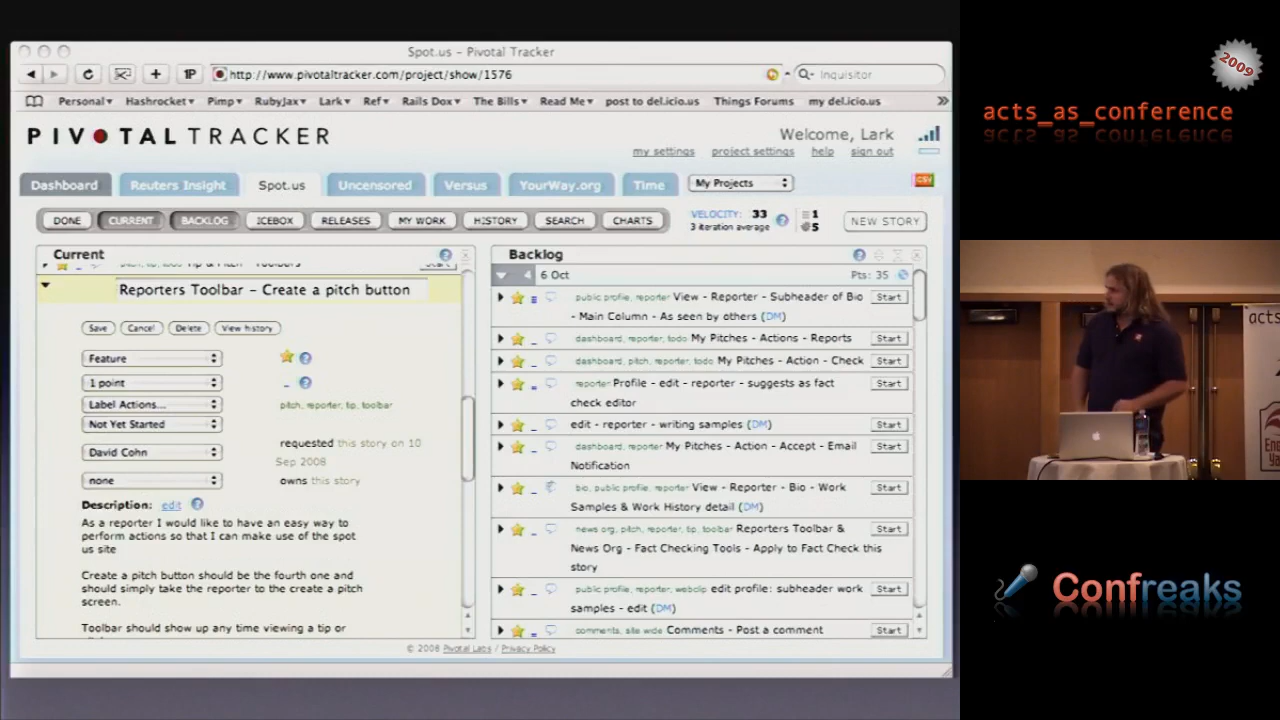 Spot.us - Pivotal Tracker
1P
http://www.pivotaltracker.com/project/show/1576
Inquisitor
Personal Hashrocket Pimp RubyJax Lark Ref Rails Dox The Bills Read Me post to del.icio.us Things Forums my del.icio.us
PIVOTAL TRACKER
Welcome, Lark
my settings project settings help sign out
Dashboard Reuters Insight Spot.us Uncensored Versus YourWay.org Time My Projects
CSV
DONE CURRENT BACKLOG ICEBOX RELEASES MY WORK HISTORY SEARCH CHARTS
VELOCITY: 33
3 iteration average
1
5
NEW STORY
Current
Reporters Toolbar - Create a pitch button
Save Cancel Delete View history
Feature
1 point
Label Actions... pitch, reporter, tip, toolbar
Not Yet Started
David Cohn requested this story on 10
Sep 2008
none owns this story
Description: edit
As a reporter I would like to have an easy way to
perform actions so that I can make use of the spot
us site
Create a pitch button should be the fourth one and
should simply take the reporter to the create a pitch
screen.
Toolbar should show up any time viewing a tip or
Backlog
4 6 Oct Pts: 35
public profile, reporter View - Reporter - Subheader of Bio Start
- Main Column - As seen by others (DM)
dashboard, reporter, todo My Pitches - Actions - Reports Start
dashboard, pitch, reporter, todo My Pitches - Action - Check Start
reporter Profile - edit - reporter - suggests as fact Start
check editor
edit - reporter - writing samples (DM) Start
dashboard, reporter My Pitches - Action - Accept - Email Start
Notification
bio, public profile, reporter View - Reporter - Bio - Work Start
Samples & Work History detail (DM)
news org, pitch, reporter, tip, toolbar Reporters Toolbar & Start
News Org - Fact Checking Tools - Apply to Fact Check this
story
public profile, reporter, webclip edit profile: subheader work Start
samples - edit (DM)
comments, site wide Comments - Post a comment Start
© 2008 Pivotal Labs / Privacy Policy
2009
acts_as_conference
acts
Confreaks